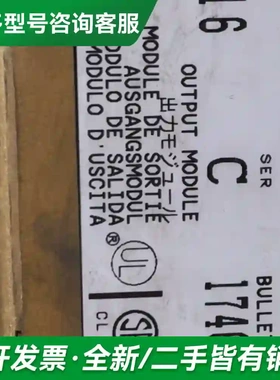 型号咨询客服
OUTPUT MODULE
出力モジュール
MODULE DE SORTIE
AUSGANGSMODUL
MODULO DE SALIDA
MODULO D'USCITA
16
SER
C
BULLE
174
UL
®
CL
开发票·全新/二手皆有